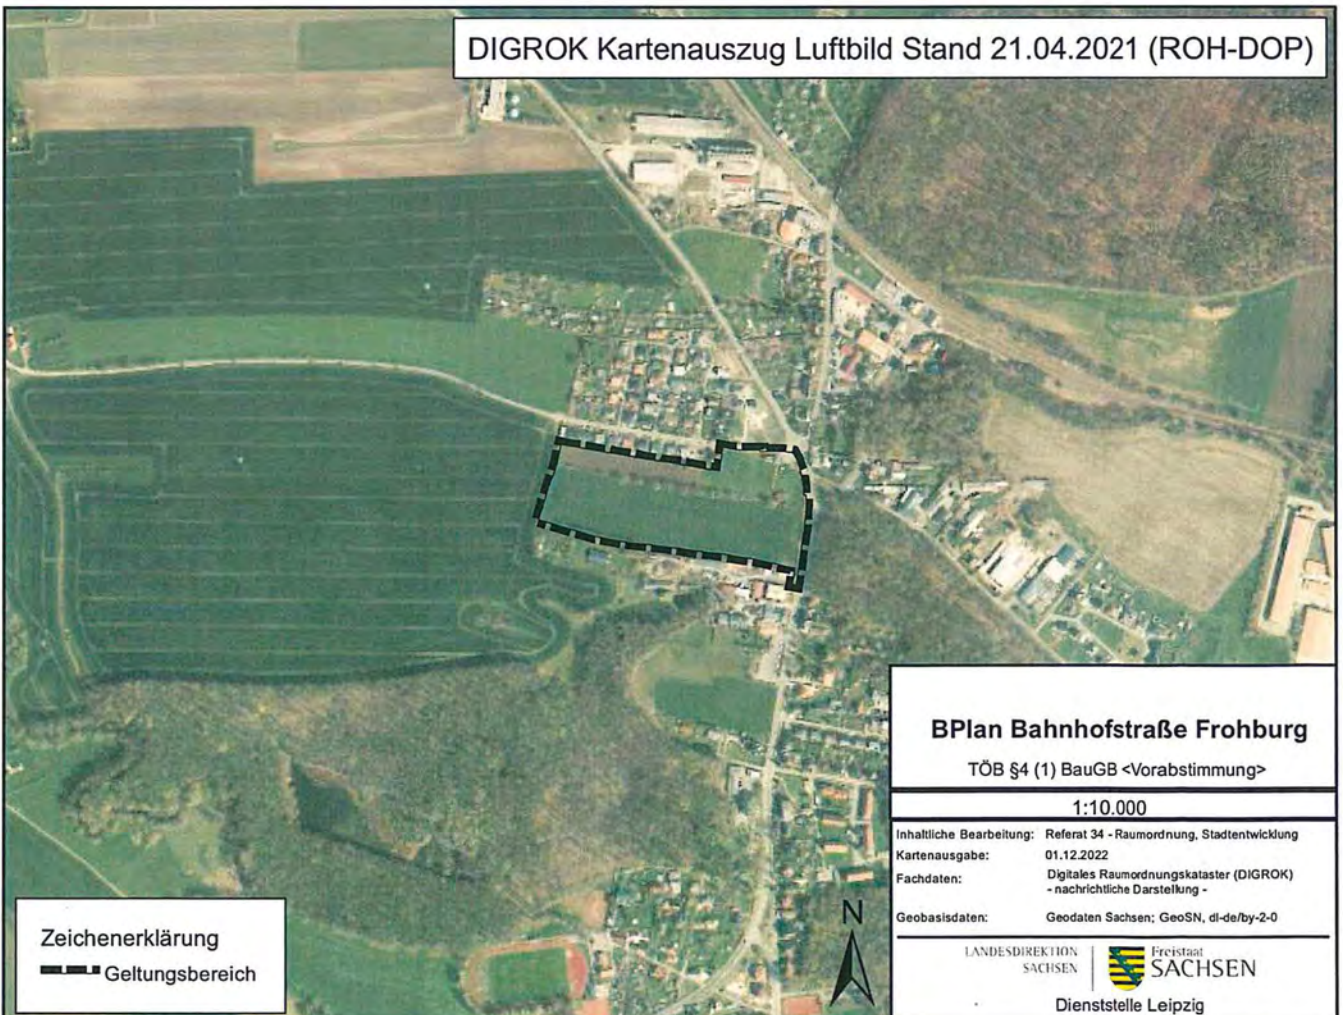 DIGROK Kartenauszug Luftbild Stand 21.04.2021 (ROH-DOP)
BPlan Bahnhofstraße Frohburg
TÖB §4 (1) BauGB <Vorabstimmung>
1:10.000
Inhaltliche Bearbeitung: Referat 34 - Raumordnung, Stadtentwicklung
Kartenausgabe: 01.12.2022
Fachdaten: Digitales Raumordnungskataster (DIGROK)
- nachrichtliche Darstellung -
Geobasisdaten: Geodaten Sachsen; GeoSN, dl-de/by-2-0
LANDESDIREKTION
SACHSEN
Freistaat
SACHSEN
Dienststelle Leipzig
N
Zeichenerklärung
Geltungsbereich